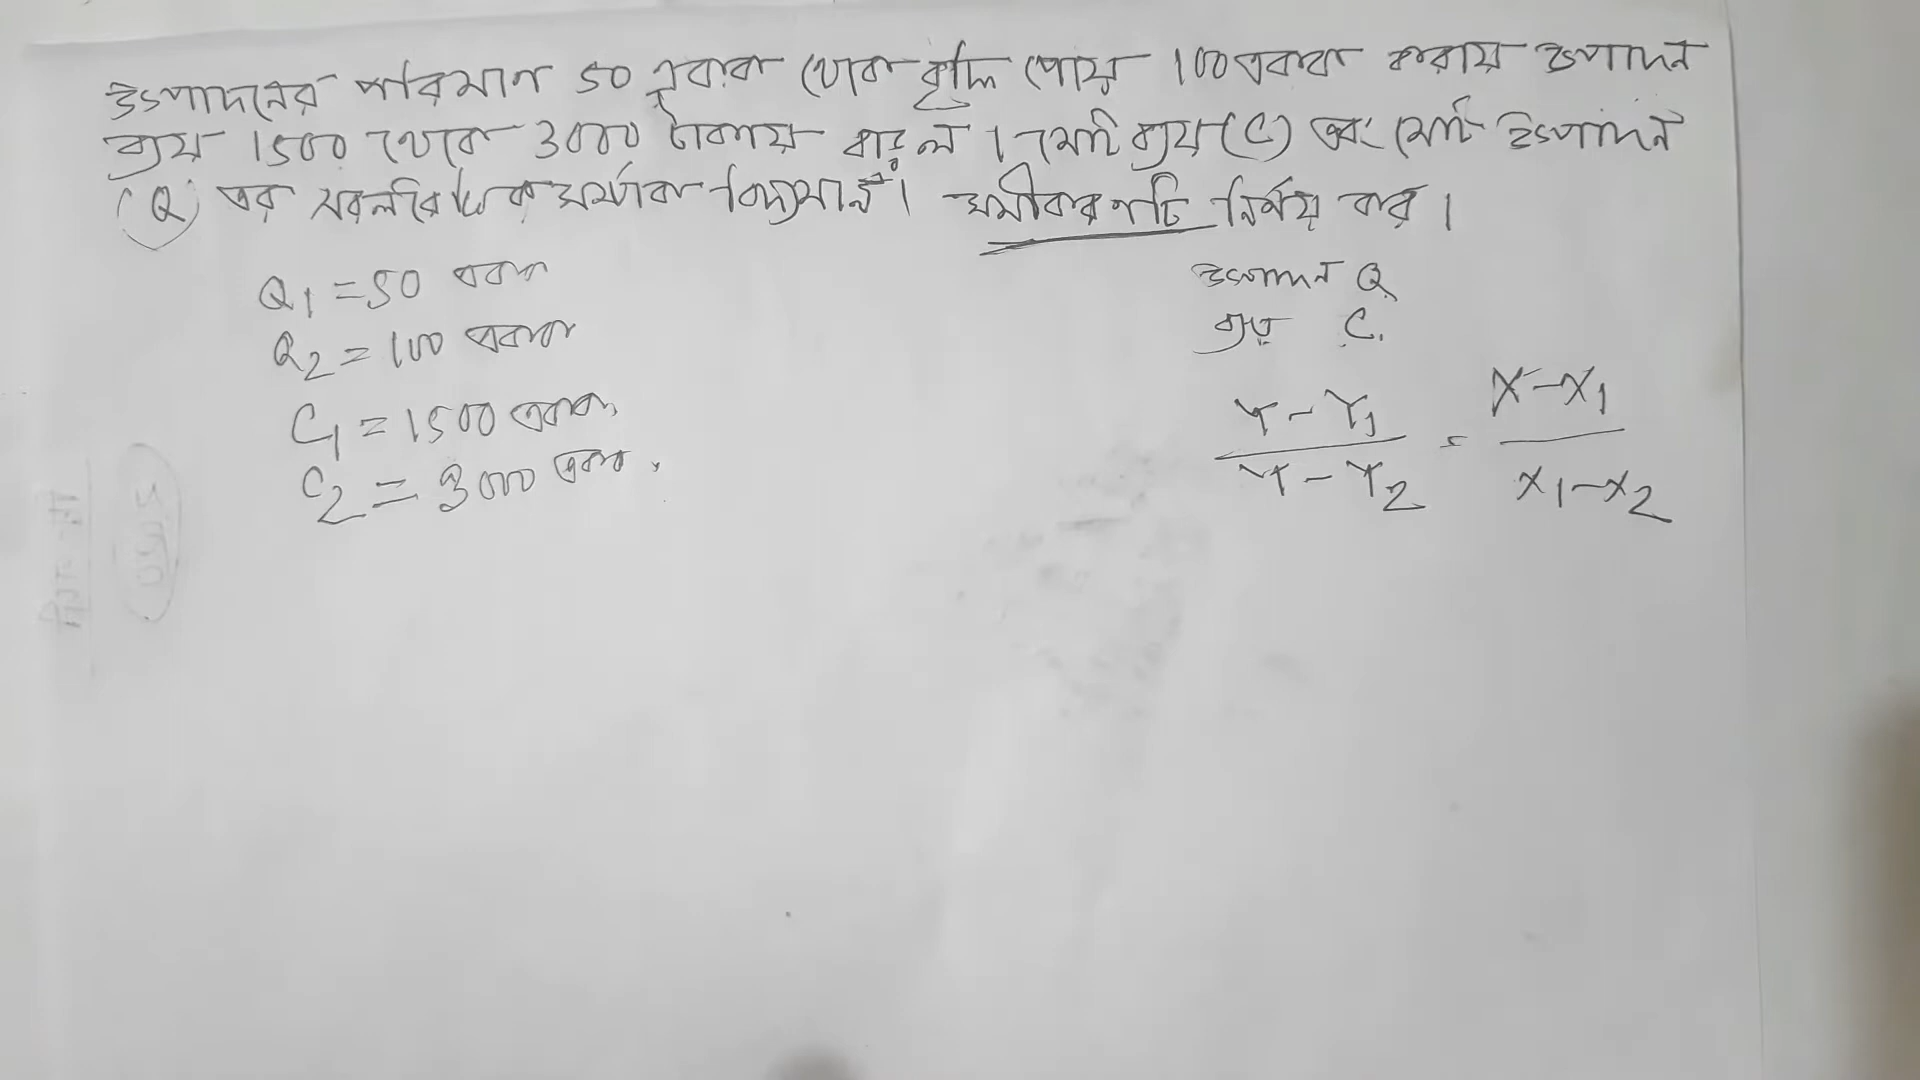 উৎপাদনের পরিমান 50 একক থেকে বৃদ্ধি পেয়ে 100 একক করায় উৎপাদন
ব্যয় 1500 থেকে 3000 টাকায় বাড়ল। মোট ব্যয় (C) এবং মোট উৎপাদন
(Q) এর সরলরৈখিক সম্পর্ক বিদ্যমান। সমীকরণটি নির্ণয় কর।
Q1 = 50 একক
Q2 = 100 একক
C1 = 1500 একক
C2 = 3000 একক
উৎপাদন Q
ব্যয় C.
Y-Y1 / Y-Y2 = X-X1 / X1-X2